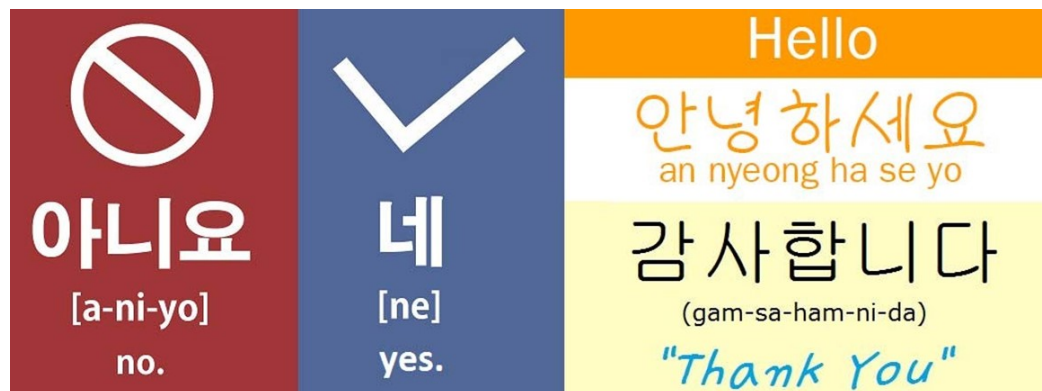 아니요
[a-ni-yo]
no.
네
[ne]
yes.
Hello
안녕하세요
an nyeong ha se yo
감사합니다
(gam-sa-ham-ni-da)
"Thank You"